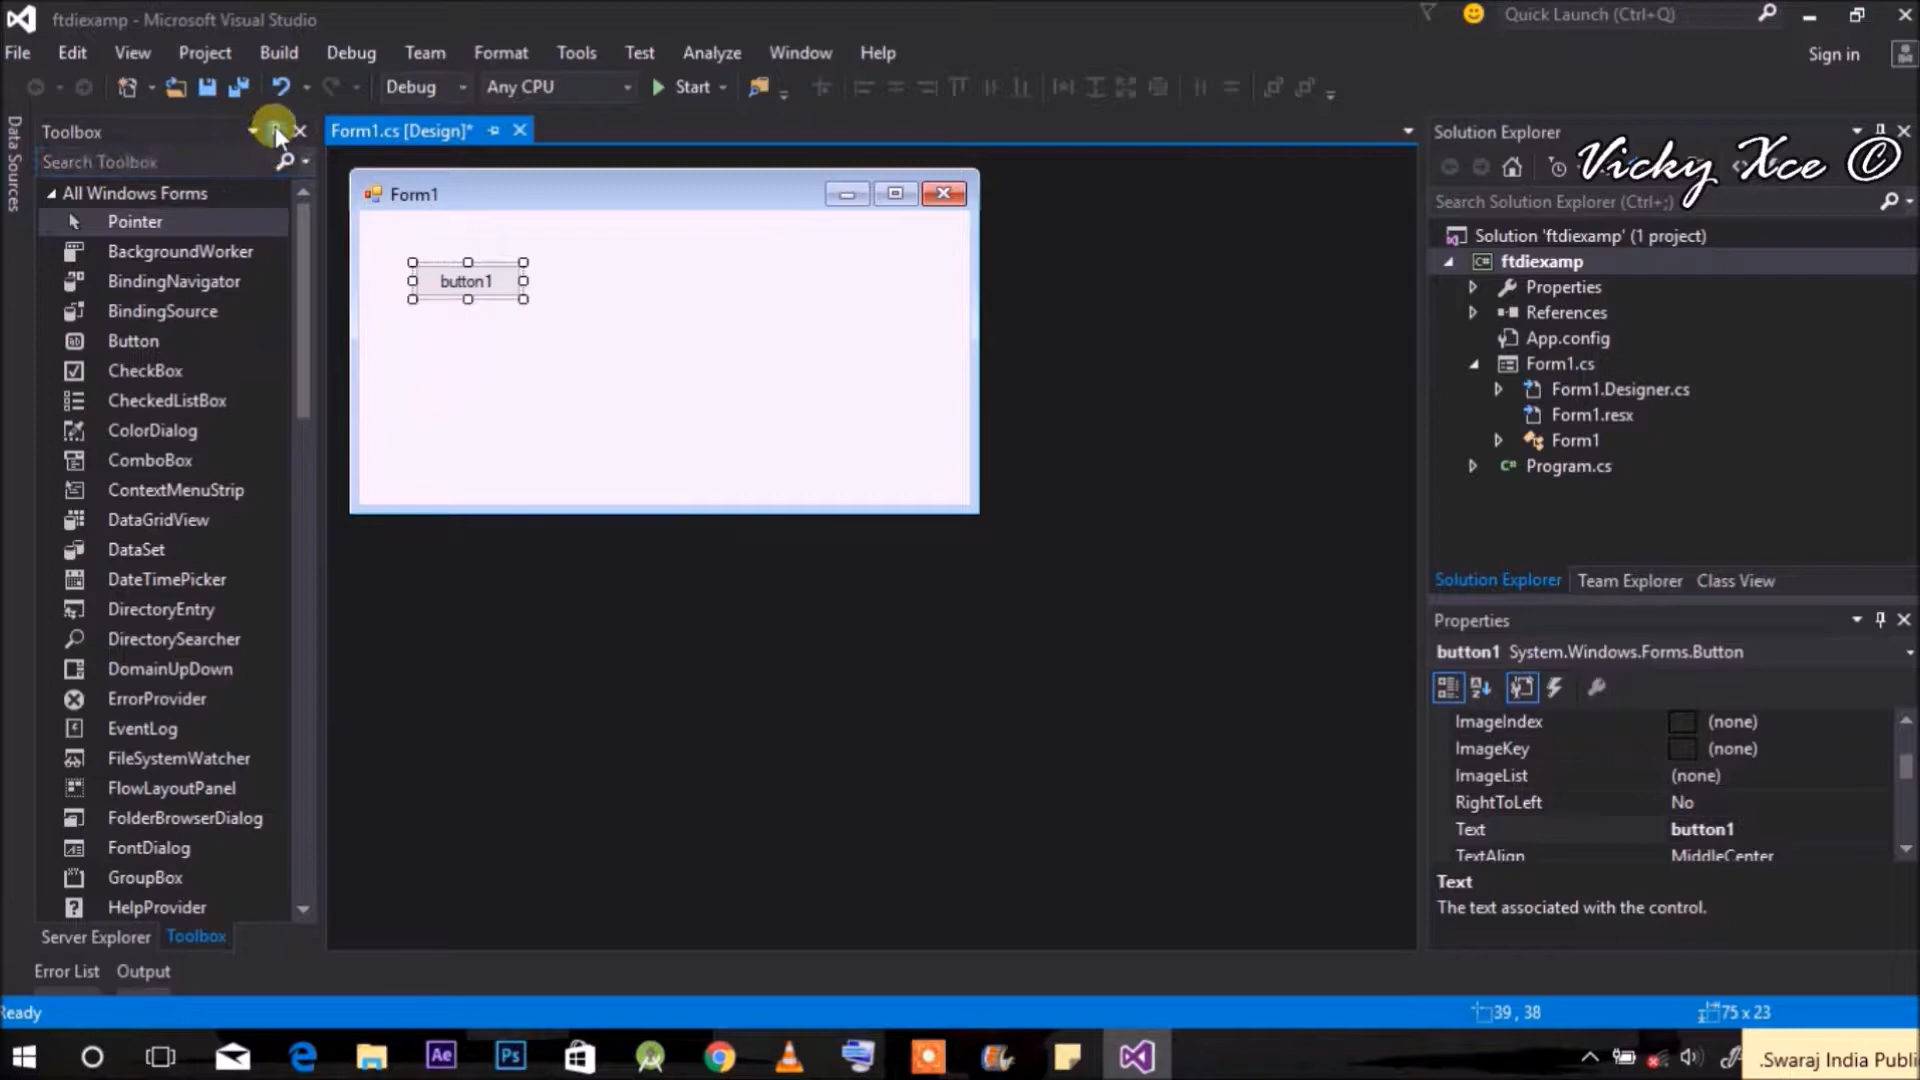 ftdiexamp - Microsoft Visual Studio
Quick Launch (Ctrl+Q)
File Edit View Project Build Debug Team Format Tools Test Analyze Window Help
Sign in
Debug Any CPU Start
Data Sources
Toolbox
Search Toolbox
All Windows Forms
Pointer
BackgroundWorker
BindingNavigator
BindingSource
Button
CheckBox
CheckedListBox
ColorDialog
ComboBox
ContextMenuStrip
DataGridView
DataSet
DateTimePicker
DirectoryEntry
DirectorySearcher
DomainUpDown
ErrorProvider
EventLog
FileSystemWatcher
FlowLayoutPanel
FolderBrowserDialog
FontDialog
GroupBox
HelpProvider
Server Explorer Toolbox
Error List Output
Form1.cs [Design]*
Form1
button1
Solution Explorer
Vicky Xce ©
Search Solution Explorer (Ctrl+;)
Solution 'ftdiexamp' (1 project)
ftdiexamp
Properties
References
App.config
Form1.cs
Form1.Designer.cs
Form1.resx
Form1
Program.cs
Solution Explorer Team Explorer Class View
Properties
button1 System.Windows.Forms.Button
ImageIndex (none)
ImageKey (none)
ImageList (none)
RightToLeft No
Text button1
TextAlign MiddleCenter
Text
The text associated with the control.
Ready
39 , 38
75 x 23
Ae
Ps
.Swaraj India Publi